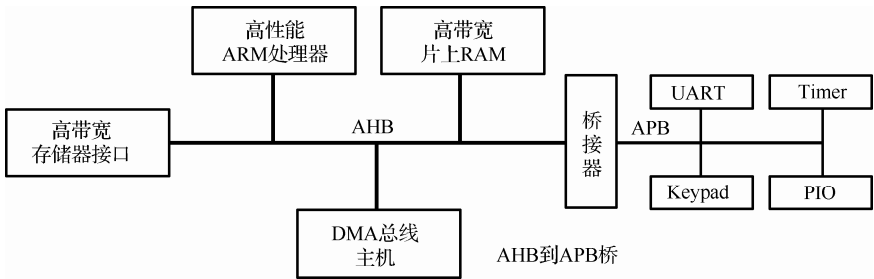 高性能
ARM处理器
高带宽
片上RAM
高带宽
存储器接口
AHB
桥
接
器
APB
UART
Timer
Keypad
PIO
DMA总线
主机
AHB到APB桥